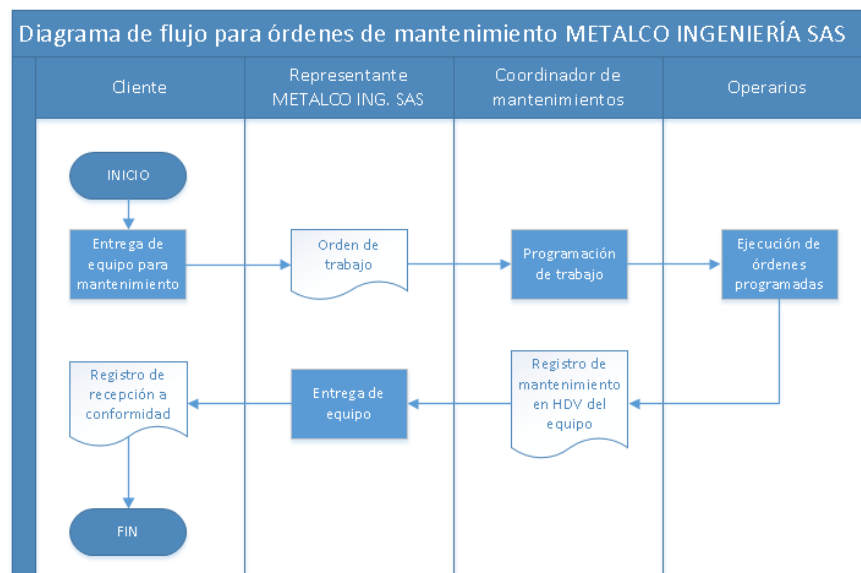 Diagrama de flujo para órdenes de mantenimiento METALCO INGENIERÍA SAS
Cliente
Representante
METALCO ING. SAS
Coordinador de
mantenimientos
Operarios
INICIO
Entrega de
equipo para
mantenimiento
Orden de
trabajo
Programación
de trabajo
Ejecución de
órdenes
programadas
Registro de
recepción a
conformidad
Entrega de
equipo
Registro de
mantenimiento
en HDV del
equipo
FIN